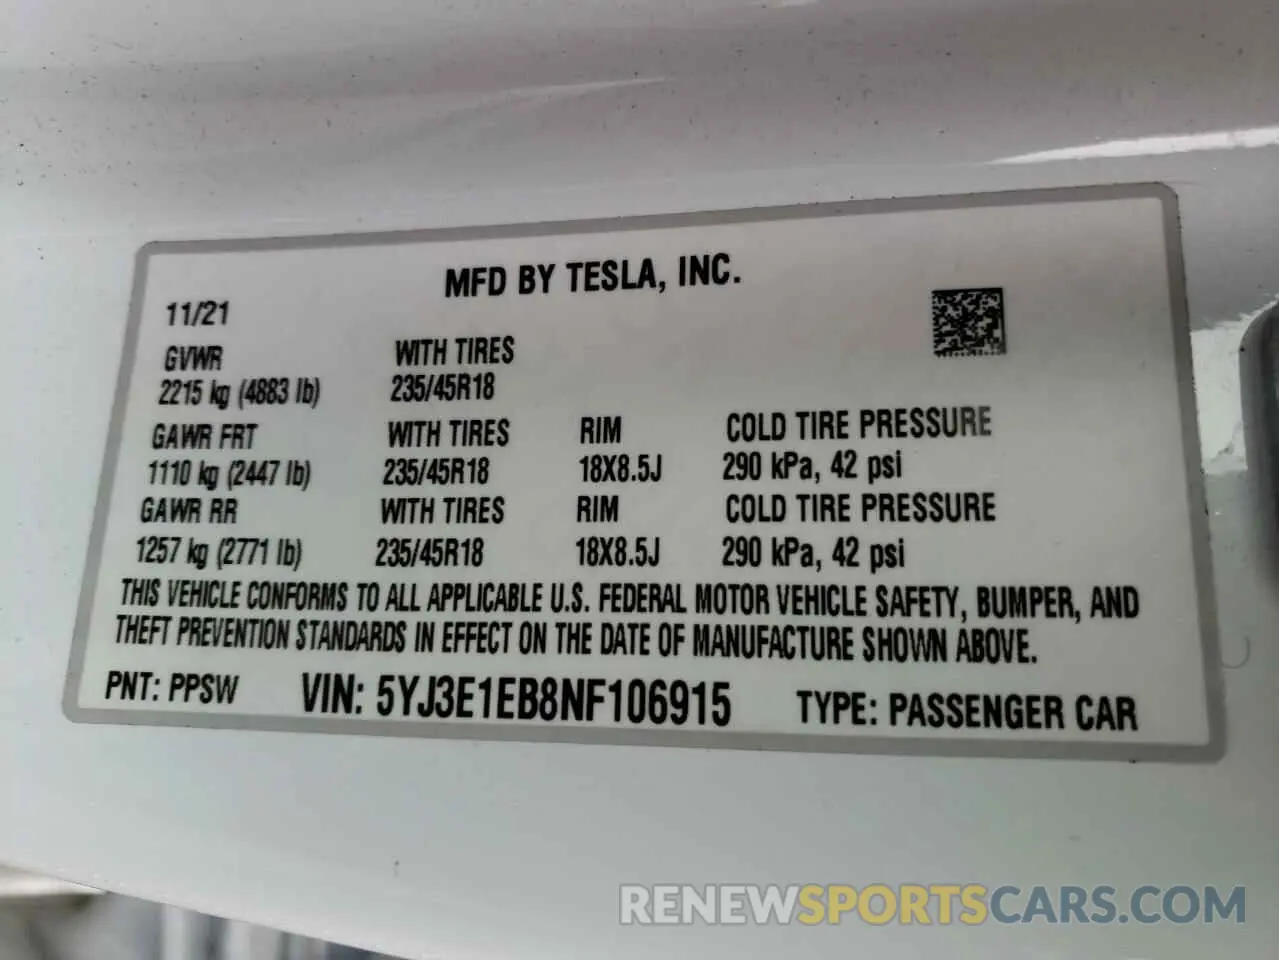 MFD BY TESLA, INC.
11/21
GVWR WITH TIRES
2215 kg (4883 lb) 235/45R18
GAWR FRT WITH TIRES RIM COLD TIRE PRESSURE
1110 kg (2447 lb) 235/45R18 18X8.5J 290 kPa, 42 psi
GAWR RR WITH TIRES RIM COLD TIRE PRESSURE
1257 kg (2771 lb) 235/45R18 18X8.5J 290 kPa, 42 psi
THIS VEHICLE CONFORMS TO ALL APPLICABLE U.S. FEDERAL MOTOR VEHICLE SAFETY, BUMPER, AND
THEFT PREVENTION STANDARDS IN EFFECT ON THE DATE OF MANUFACTURE SHOWN ABOVE.
PNT: PPSW VIN: 5YJ3E1EB8NF106915 TYPE: PASSENGER CAR
RENEWSPORTSCARS.COM